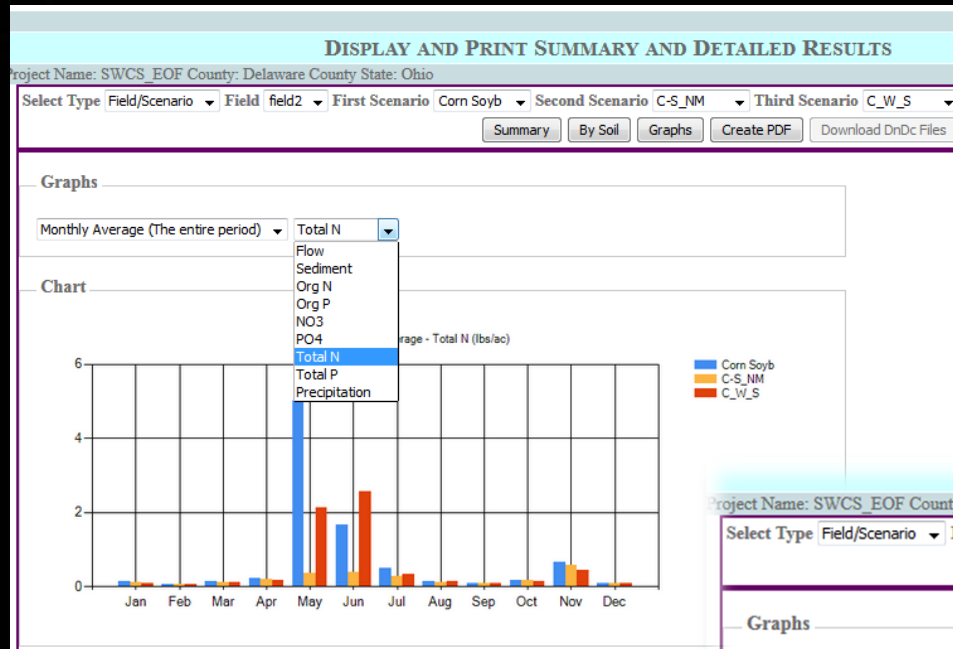 DISPLAY AND PRINT SUMMARY AND DETAILED RESULTS
Project Name: SWCS_EOF County: Delaware County State: Ohio
Select Type Field/Scenario Field field2 First Scenario Corn Soyb Second Scenario C-S_NM Third Scenario C_W_S
Summary By Soil Graphs Create PDF Download DnDc Files
Graphs
Monthly Average (The entire period) Total N
Flow
Sediment
Org N
Org P
NO3
PO4
Total N
Total P
Precipitation
Chart
rage - Total N (lbs/ac)
6
4
2
0
Jan Feb Mar Apr May Jun Jul Aug Sep Oct Nov Dec
Corn Soyb
C-S_NM
C_W_S
Project Name: SWCS_EOF Count
Select Type Field/Scenario
Graphs